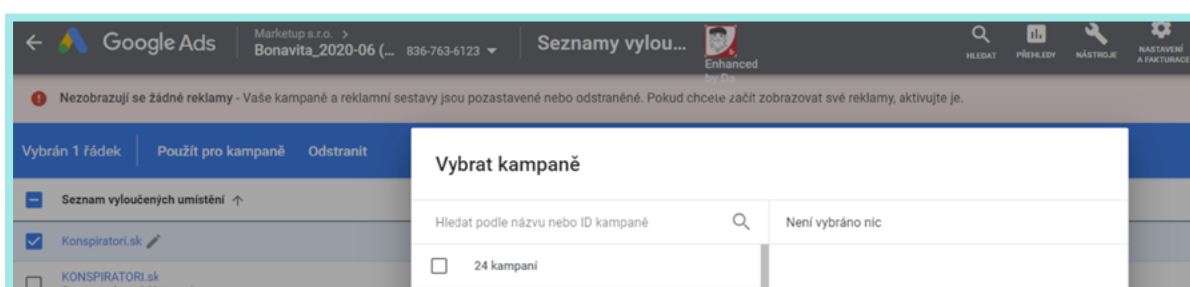 Google Ads
Marketup s.r.o. >
Bonavita_2020-06 (... 836-763-6123
Seznamy vylou...
Enhanced
HLEDAT
PŘEHLEDY
NÁSTROJE
NASTAVENÍ
A FAKTURACE
Nezobrazují se žádné reklamy - Vaše kampaně a reklamní sestavy jsou pozastavené nebo odstraněné. Pokud chcete začít zobrazovat své reklamy, aktivujte je.
Vybrán 1 řádek
Použít pro kampaně
Odstranit
Seznam vyloučených umístění
Konspiratori.sk
KONSPIRATORI.sk
Vybrat kampaně
Hledat podle názvu nebo ID kampaně
Není vybráno nic
24 kampaní